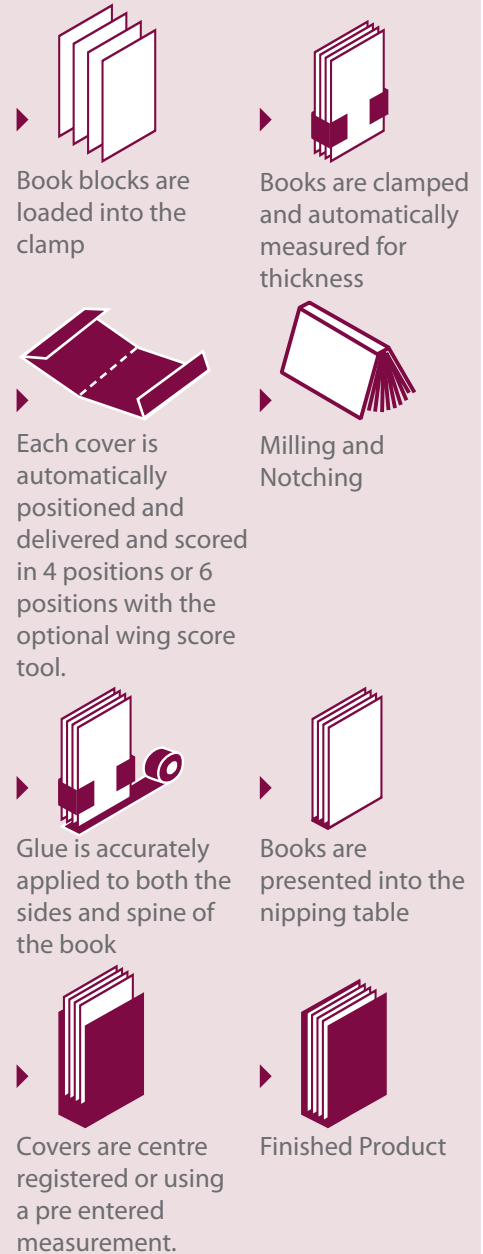 Book blocks are
loaded into the
clamp
Books are clamped
and automatically
measured for
thickness
Each cover is
automatically
positioned and
delivered and scored
in 4 positions or 6
positions with the
optional wing score
tool.
Milling and
Notching
Glue is accurately
applied to both the
sides and spine of
the book
Books are
presented into the
nipping table
Covers are centre
registered or using
a pre entered
measurement.
Finished Product